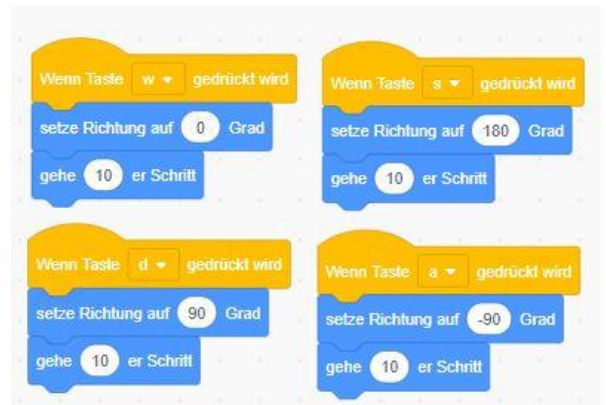 Wenn Taste w gedrückt wird
setze Richtung auf 0 Grad
gehe 10 er Schritt
Wenn Taste s gedrückt wird
setze Richtung auf 180 Grad
gehe 10 er Schritt
Wenn Taste d gedrückt wird
setze Richtung auf 90 Grad
gehe 10 er Schritt
Wenn Taste a gedrückt wird
setze Richtung auf -90 Grad
gehe 10 er Schritt